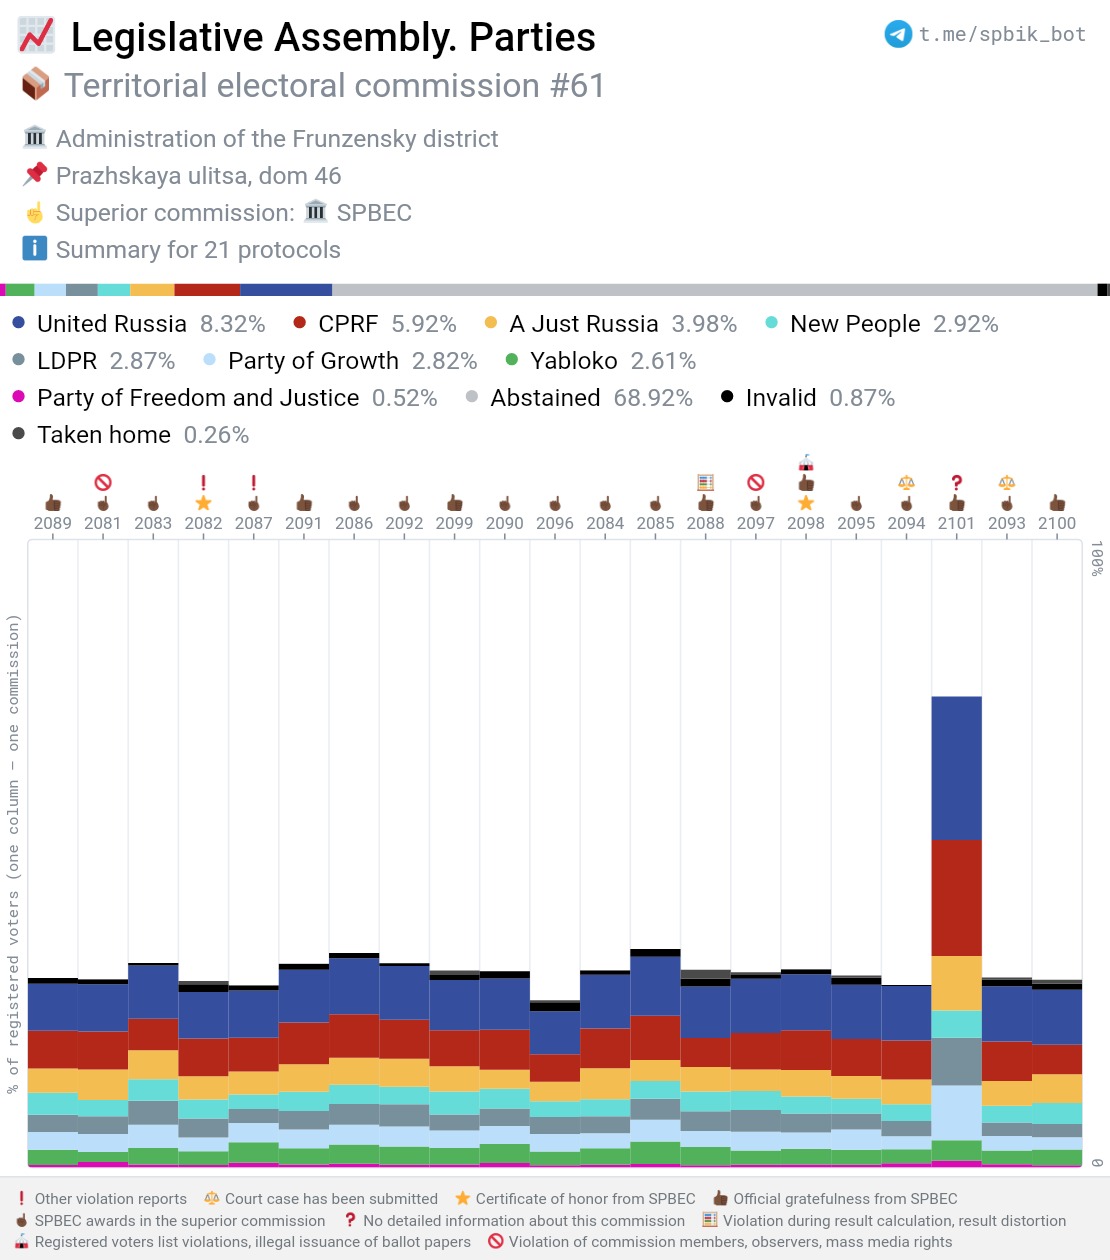 Legislative Assembly. Parties
t.me/spbik_bot
Territorial electoral commission #61
Administration of the Frunzensky district
Prazhskaya ulitsa, dom 46
Superior commission: SPBEC
Summary for 21 protocols
United Russia 8.32% CPRF 5.92% A Just Russia 3.98% New People 2.92%
LDPR 2.87% Party of Growth 2.82% Yabloko 2.61%
Party of Freedom and Justice 0.52% Abstained 68.92% Invalid 0.87%
Taken home 0.26%
2089 2081 2083 2082 2087 2091 2086 2092 2099 2090 2096 2084 2085 2088 2097 2098 2095 2094 2101 2093 2100
100%
% of registered voters (one column – one commission)
0
Other violation reports Court case has been submitted Certificate of honor from SPBEC Official gratefulness from SPBEC
SPBEC awards in the superior commission No detailed information about this commission Violation during result calculation, result distortion
Registered voters list violations, illegal issuance of ballot papers Violation of commission members, observers, mass media rights